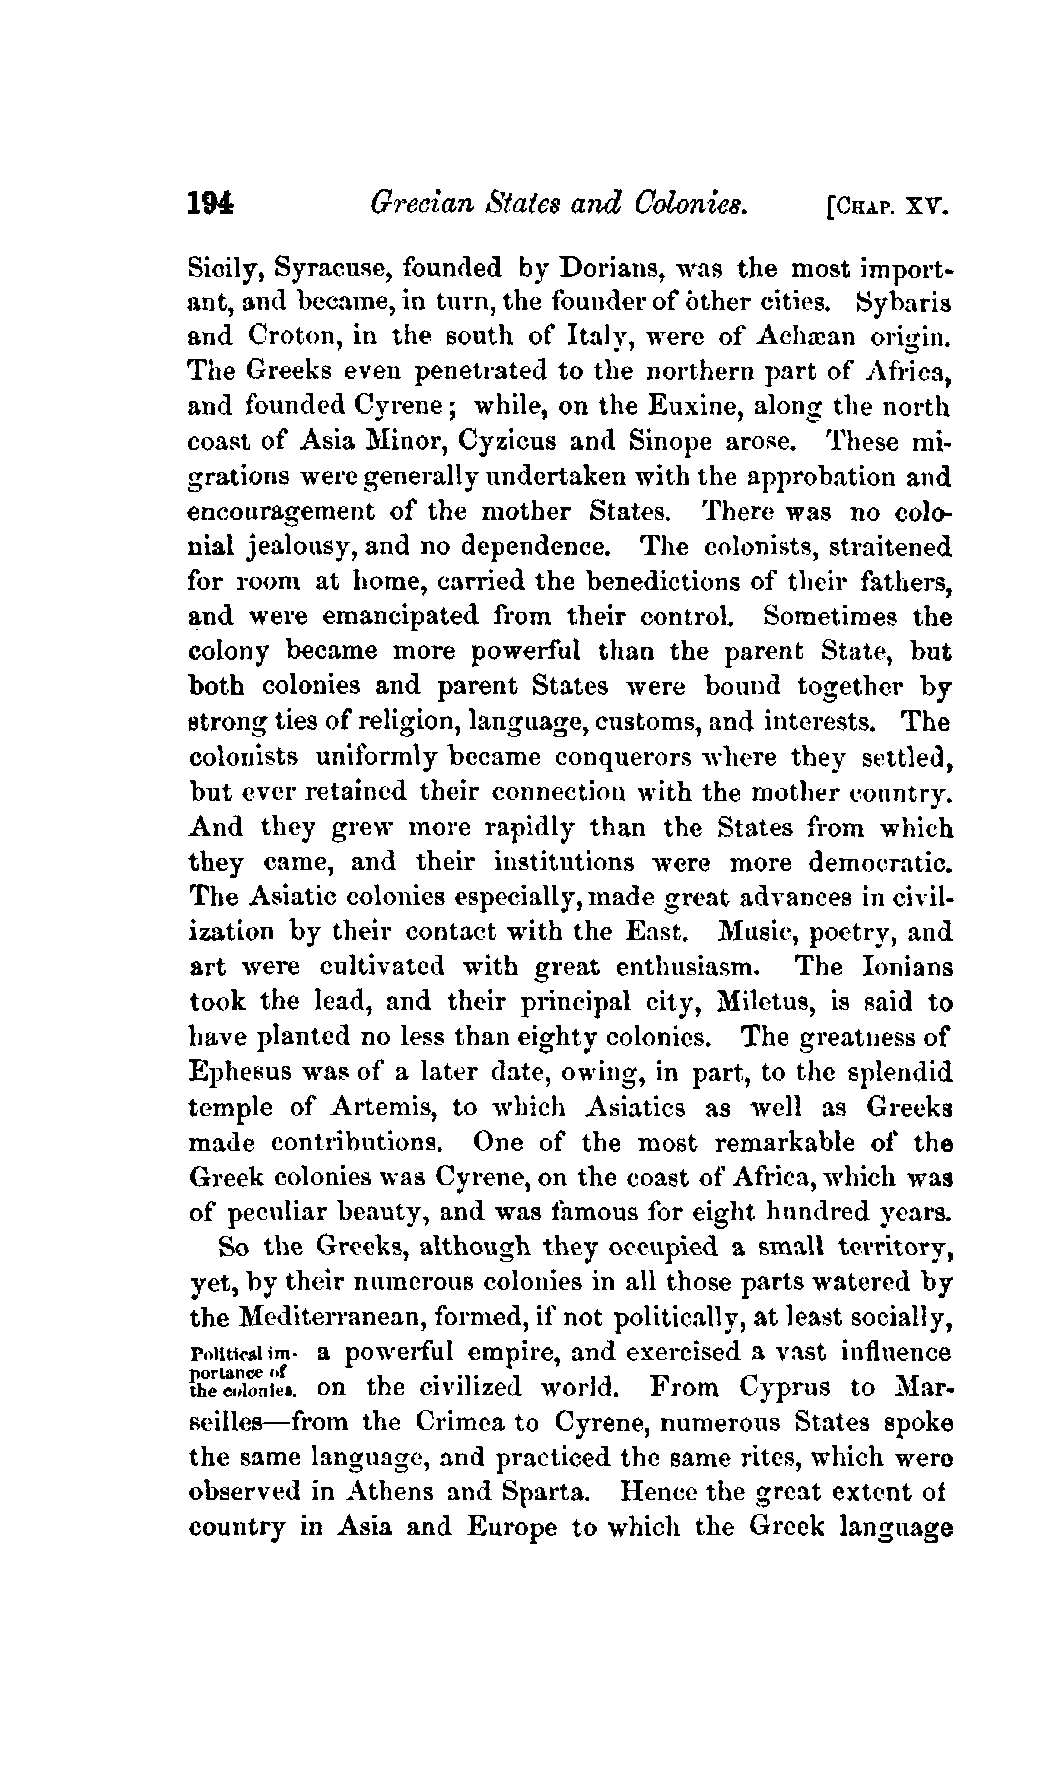 194 Grecian States and Colonies. [CHAP. XV.
Sicily, Syracuse, founded by Dorians, was the most import-
ant, and became, in turn, the founder of other cities. Sybaris
and Croton, in the south of Italy, were of Achæan origin.
The Greeks even penetrated to the northern part of Africa,
and founded Cyrene; while, on the Euxine, along the north
coast of Asia Minor, Cyzicus and Sinope arose. These mi-
grations were generally undertaken with the approbation and
encouragement of the mother States. There was no colo-
nial jealousy, and no dependence. The colonists, straitened
for room at home, carried the benedictions of their fathers,
and were emancipated from their control. Sometimes the
colony became more powerful than the parent State, but
both colonies and parent States were bound together by
strong ties of religion, language, customs, and interests. The
colonists uniformly became conquerors where they settled,
but ever retained their connection with the mother country.
And they grew more rapidly than the States from which
they came, and their institutions were more democratic.
The Asiatic colonies especially, made great advances in civil-
ization by their contact with the East. Music, poetry, and
art were cultivated with great enthusiasm. The Ionians
took the lead, and their principal city, Miletus, is said to
have planted no less than eighty colonies. The greatness of
Ephesus was of a later date, owing, in part, to the splendid
temple of Artemis, to which Asiatics as well as Greeks
made contributions. One of the most remarkable of the
Greek colonies was Cyrene, on the coast of Africa, which was
of peculiar beauty, and was famous for eight hundred years.
So the Greeks, although they occupied a small territory,
yet, by their numerous colonies in all those parts watered by
the Mediterranean, formed, if not politically, at least socially,
Political im-
portance of
the colonies.
a powerful empire, and exercised a vast influence
on the civilized world. From Cyprus to Mar-
seilles—from the Crimea to Cyrene, numerous States spoke
the same language, and practiced the same rites, which were
observed in Athens and Sparta. Hence the great extent of
country in Asia and Europe to which the Greek language